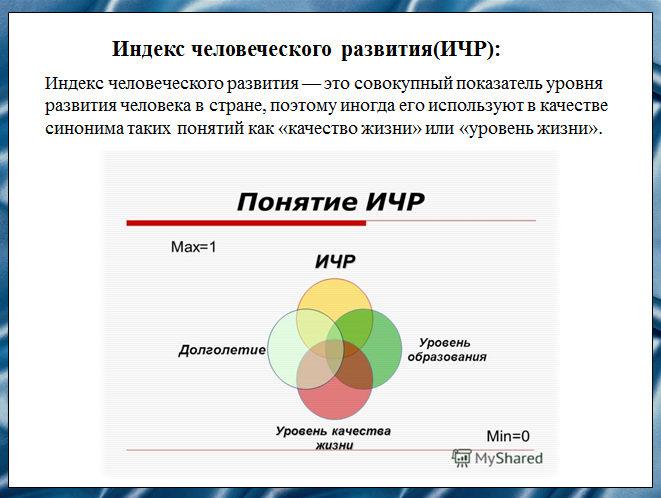 Индекс человеческого развития(ИЧР):
Индекс человеческого развития — это совокупный показатель уровня
развития человека в стране, поэтому иногда его используют в качестве
синонима таких понятий как «качество жизни» или «уровень жизни».
Понятие ИЧР
Max=1
ИЧР
Долголетие
Уровень
образования
Уровень качества
жизни
Min=0
MyShared